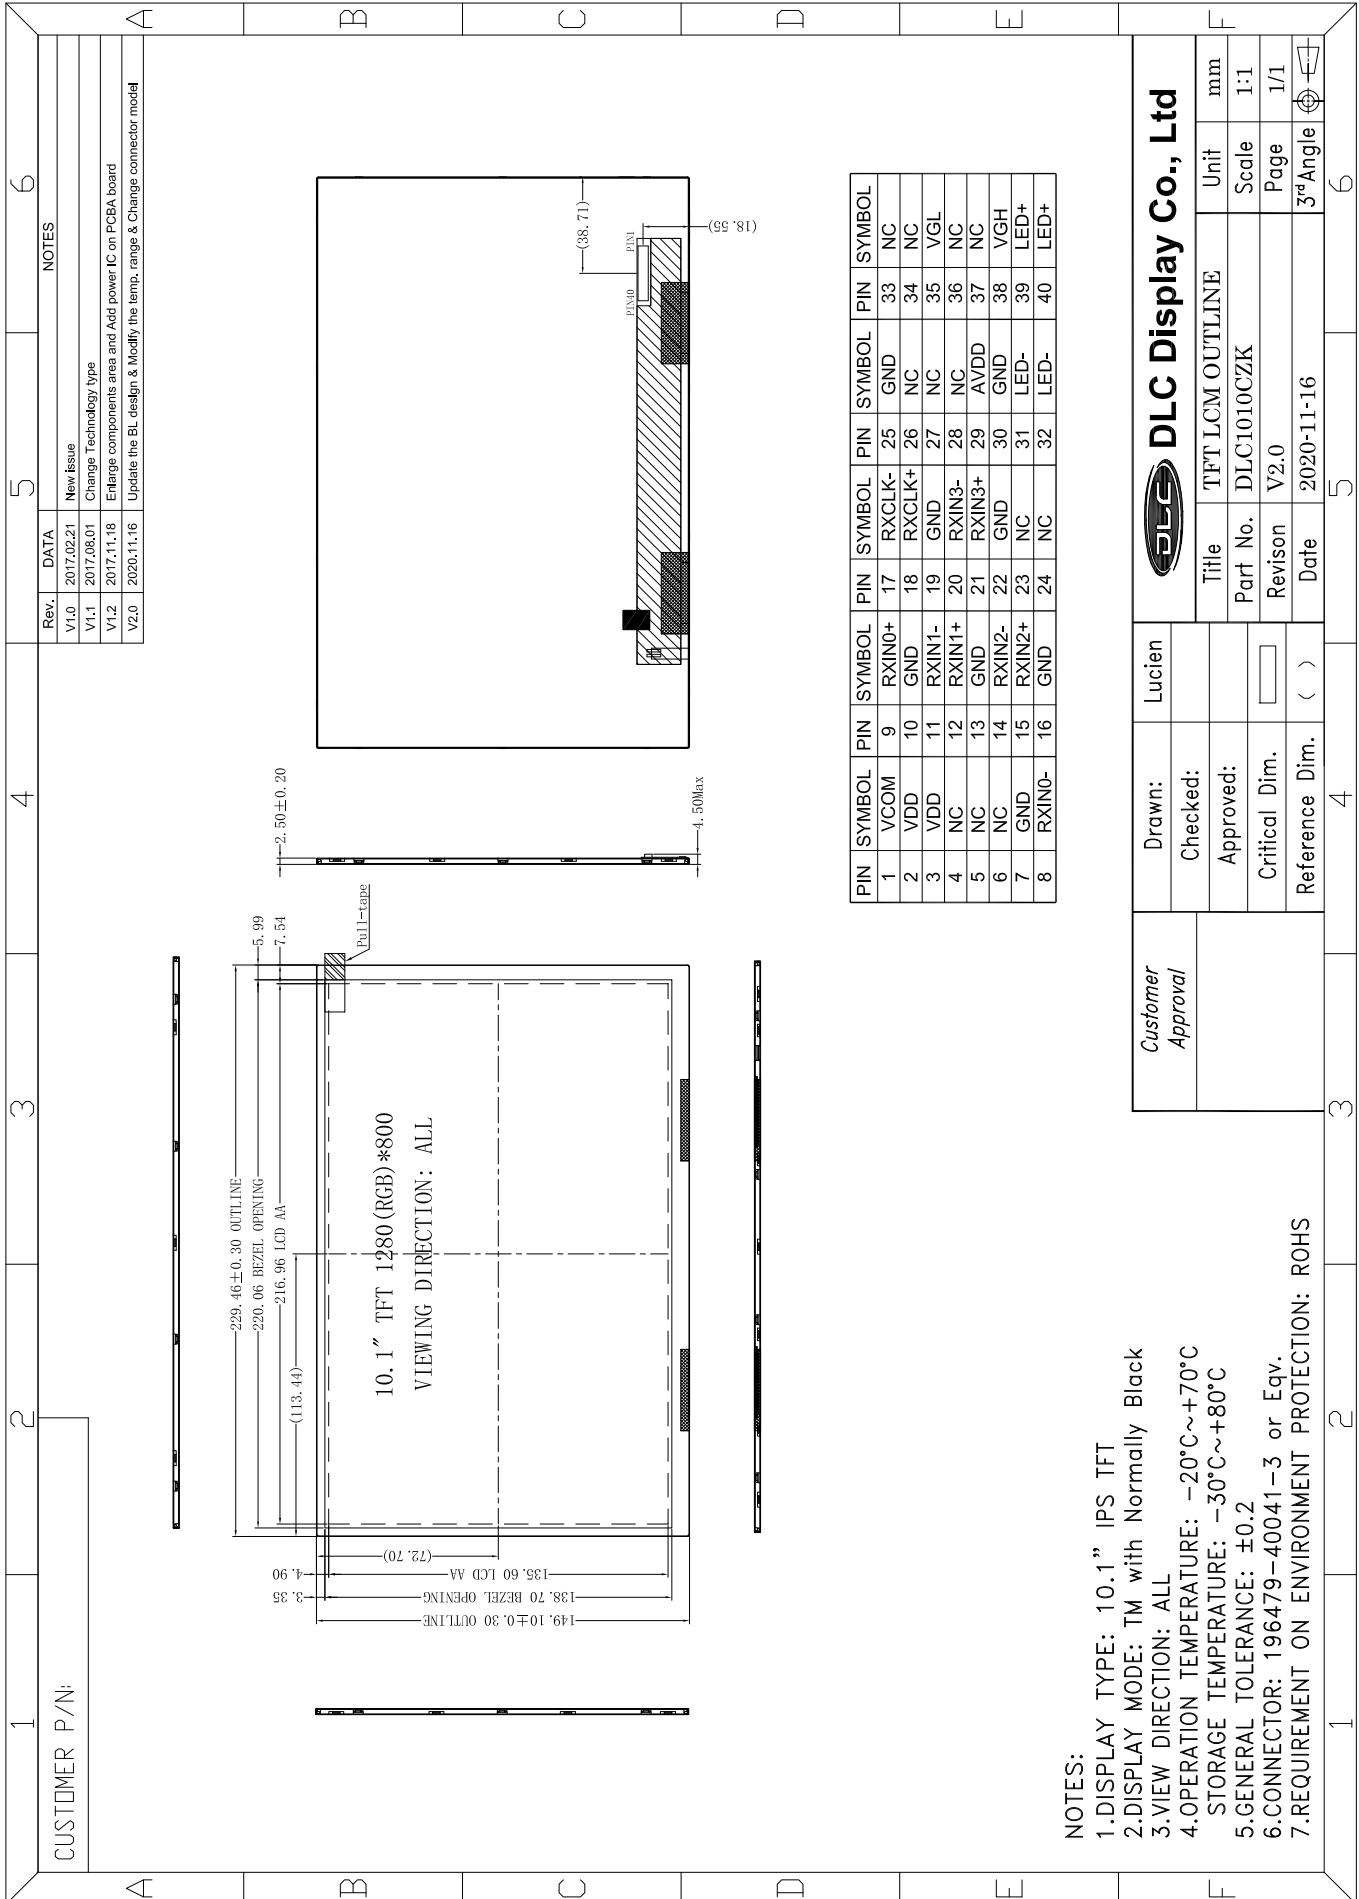 1 2 3 4 5 6
A B C D E F
CUSTOMER P/N:
Rev. DATA NOTES
V1.0 2017.02.21 New issue
V1.1 2017.08.01 Change Technology type
V1.2 2017.11.18 Enlarge components area and Add power IC on PCBA board
V2.0 2020.11.16 Update the BL design & Modify the temp. range & Change connector model
229.46±0.30 OUTLINE
220.06 BEZEL OPENING
216.96 LCD AA
(113.44)
5.99
7.54
Pull-tape
10.1" TFT 1280(RGB)*800
VIEWING DIRECTION: ALL
149.10±0.30 OUTLINE
138.70 BEZEL OPENING
135.60 LCD AA
(72.70)
3.35
4.90
2.50±0.20
4.50Max
(38.71)
(18.55)
PIN40
PIN1
PIN SYMBOL PIN SYMBOL PIN SYMBOL PIN SYMBOL PIN SYMBOL
1 VCOM 9 RXIN0+ 17 RXCLK- 25 GND 33 NC
2 VDD 10 GND 18 RXCLK+ 26 NC 34 NC
3 VDD 11 RXIN1- 19 GND 27 NC 35 VGL
4 NC 12 RXIN1+ 20 RXIN3- 28 NC 36 NC
5 NC 13 GND 21 RXIN3+ 29 AVDD 37 NC
6 NC 14 RXIN2- 22 GND 30 GND 38 VGH
7 GND 15 RXIN2+ 23 NC 31 LED- 39 LED+
8 RXIN0- 16 GND 24 NC 32 LED- 40 LED+
NOTES:
1.DISPLAY TYPE: 10.1" IPS TFT
2.DISPLAY MODE: TM with Normally Black
3.VIEW DIRECTION: ALL
4.OPERATION TEMPERATURE: -20°C~+70°C
STORAGE TEMPERATURE: -30°C~+80°C
5.GENERAL TOLERANCE: ±0.2
6.CONNECTOR: 196479-40041-3 or Eqv.
7.REQUIREMENT ON ENVIRONMENT PROTECTION: ROHS
Customer
Approval
Drawn: Lucien
Checked:
Approved:
Critical Dim.
Reference Dim. ( )
DLC DLC Display Co., Ltd
Title TFT LCM OUTLINE Unit mm
Part No. DLC1010CZK Scale 1:1
Revison V2.0 Page 1/1
Date 2020-11-16 3rd Angle
A B C D E F
1 2 3 4 5 6